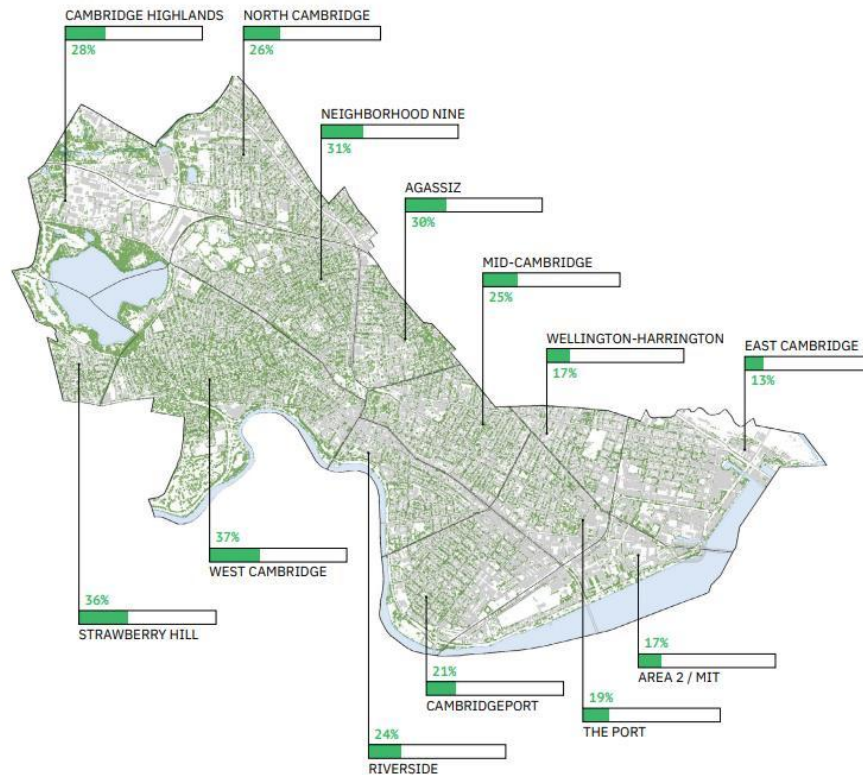 CAMBRIDGE HIGHLANDS
28%
NORTH CAMBRIDGE
26%
NEIGHBORHOOD NINE
31%
AGASSIZ
30%
MID-CAMBRIDGE
25%
WELLINGTON-HARRINGTON
17%
EAST CAMBRIDGE
13%
37%
WEST CAMBRIDGE
36%
STRAWBERRY HILL
17%
AREA 2 / MIT
21%
CAMBRIDGEPORT
19%
THE PORT
24%
RIVERSIDE